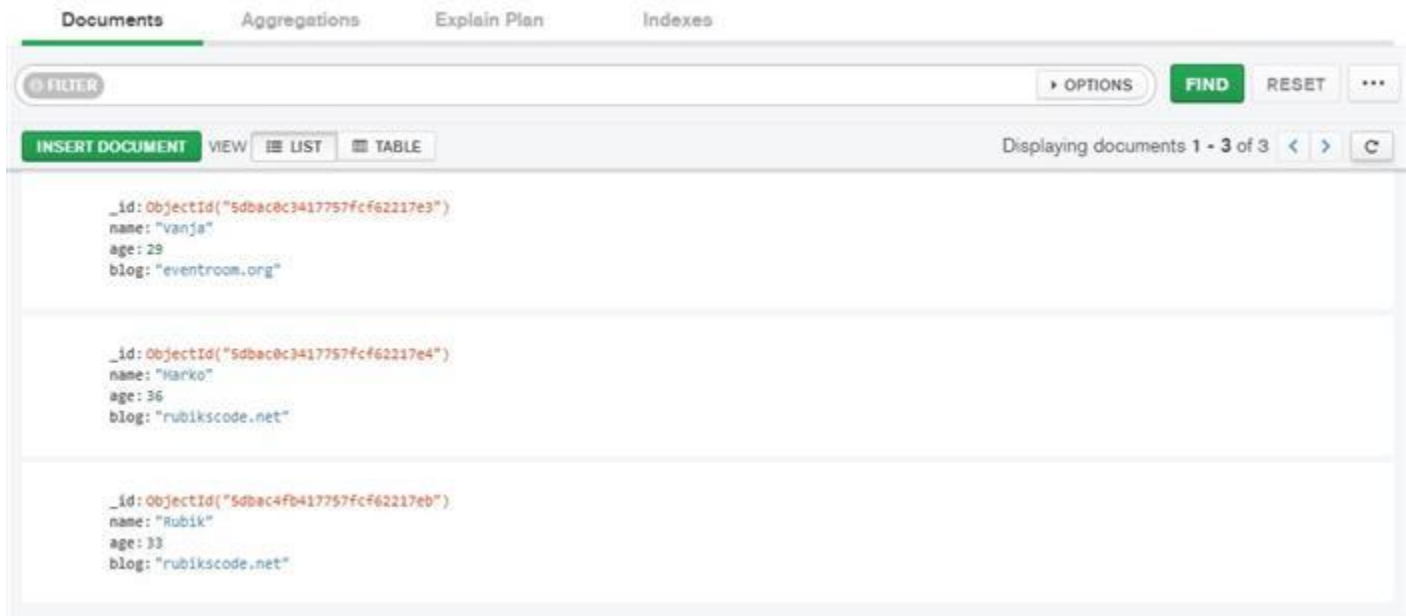 Documents Aggregations Explain Plan Indexes
FILTER OPTIONS FIND RESET ...
INSERT DOCUMENT VIEW LIST TABLE Displaying documents 1 - 3 of 3 < > C
_id:ObjectId("5dbac0c3417757fcf62217e3")
name:"Vanja"
age:29
blog:"eventroom.org"
_id:ObjectId("5dbac0c3417757fcf62217e4")
name:"Marko"
age:36
blog:"rubikscode.net"
_id:ObjectId("5dbac4fb417757fcf62217eb")
name:"Rubik"
age:33
blog:"rubikscode.net"